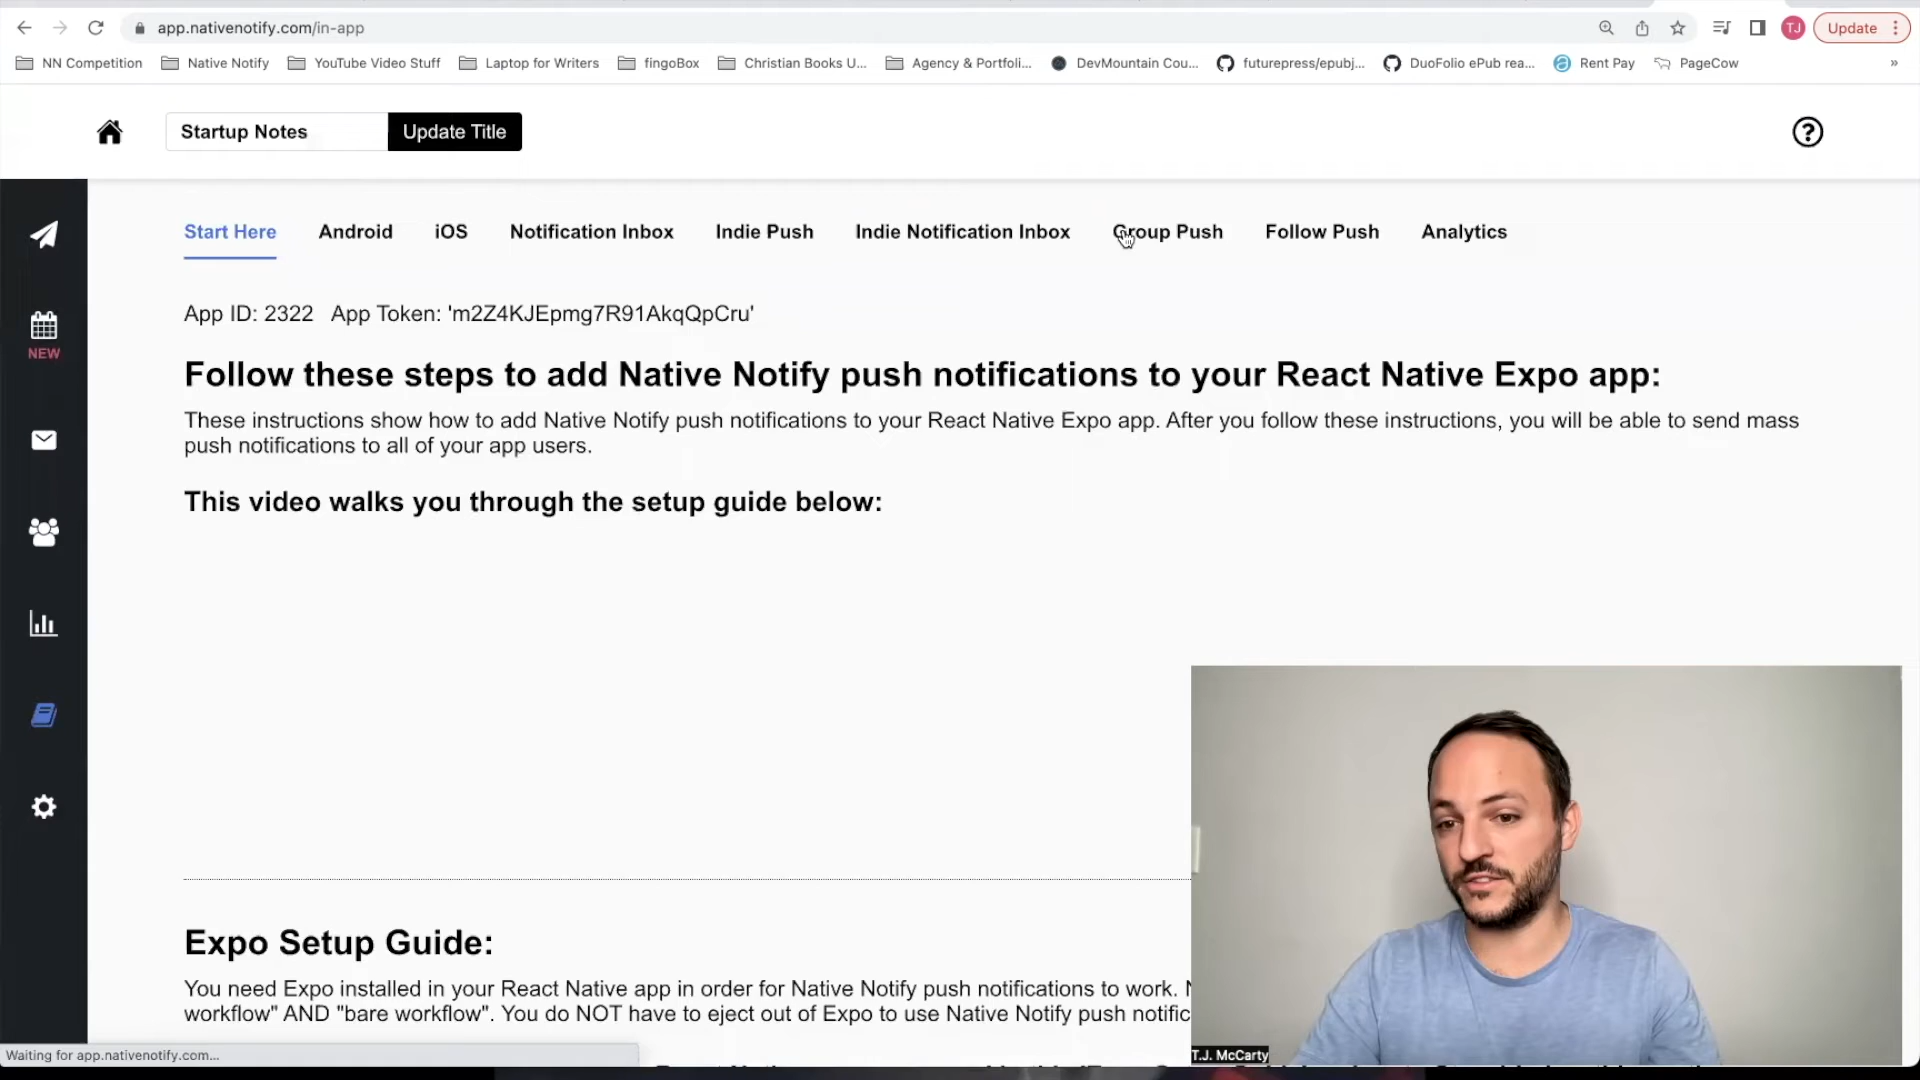 app.nativenotify.com/in-app
TJ
Update
NN Competition
Native Notify
YouTube Video Stuff
Laptop for Writers
fingoBox
Christian Books U...
Agency & Portfoli...
DevMountain Cou...
futurepress/epubj...
DuoFolio ePub rea...
Rent Pay
PageCow
»
Startup Notes
Update Title
?
Start Here
Android
iOS
Notification Inbox
Indie Push
Indie Notification Inbox
Group Push
Follow Push
Analytics
NEW
App ID: 2322 App Token: 'm2Z4KJEpmg7R91AkqQpCru'
Follow these steps to add Native Notify push notifications to your React Native Expo app:
These instructions show how to add Native Notify push notifications to your React Native Expo app. After you follow these instructions, you will be able to send mass
push notifications to all of your app users.
This video walks you through the setup guide below:
Expo Setup Guide:
You need Expo installed in your React Native app in order for Native Notify push notifications to work.
workflow" AND "bare workflow". You do NOT have to eject out of Expo to use Native Notify push notific
Waiting for app.nativenotify.com...
T.J. McCarty